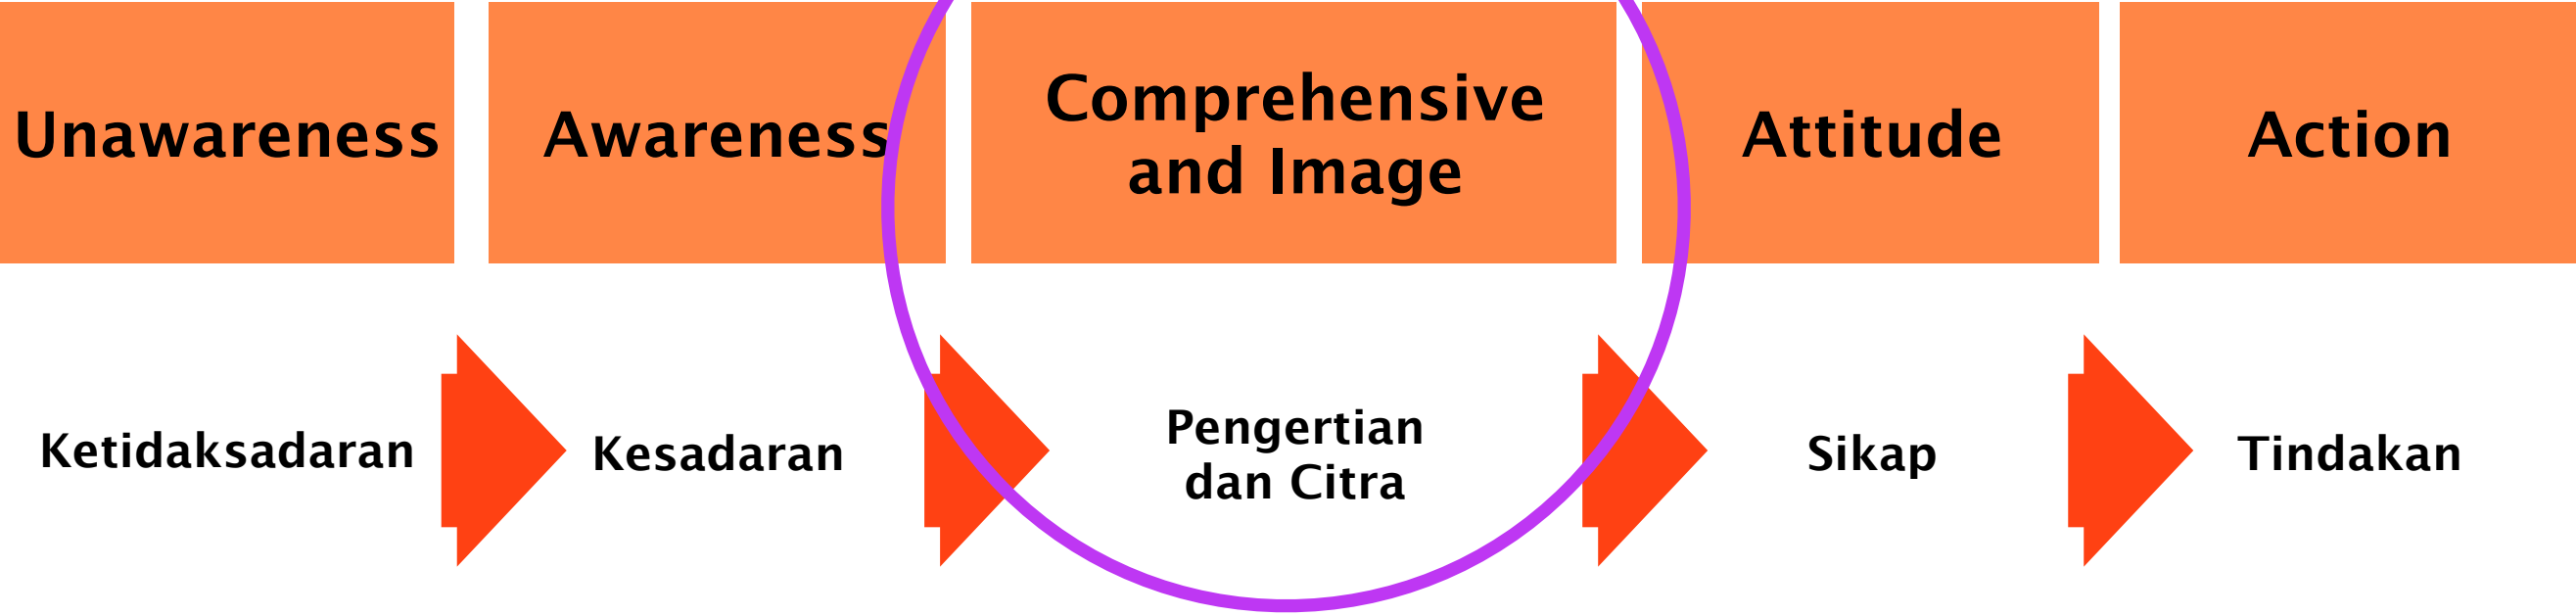 Unawareness
Awareness
Comprehensive
and Image
Attitude
Action
Ketidaksadaran
Kesadaran
Pengertian
dan Citra
Sikap
Tindakan